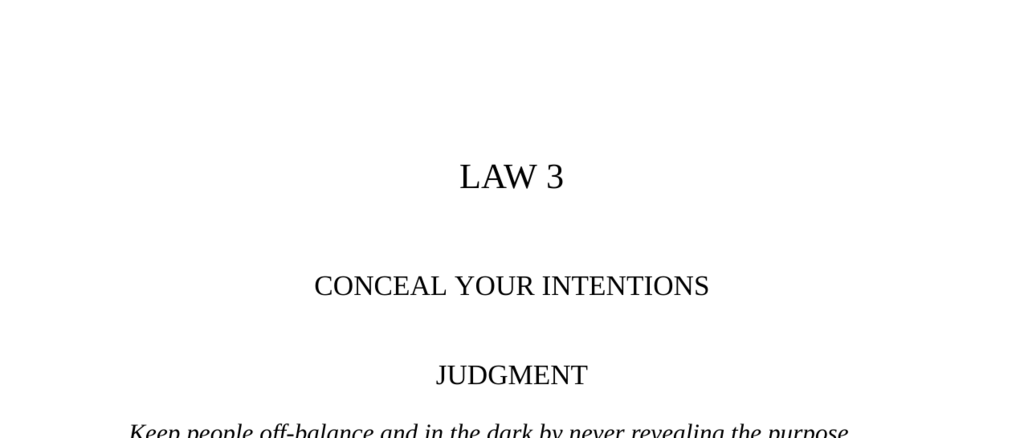 LAW 3
CONCEAL YOUR INTENTIONS
JUDGMENT
Keep people off-balance and in the dark by never revealing the purpose